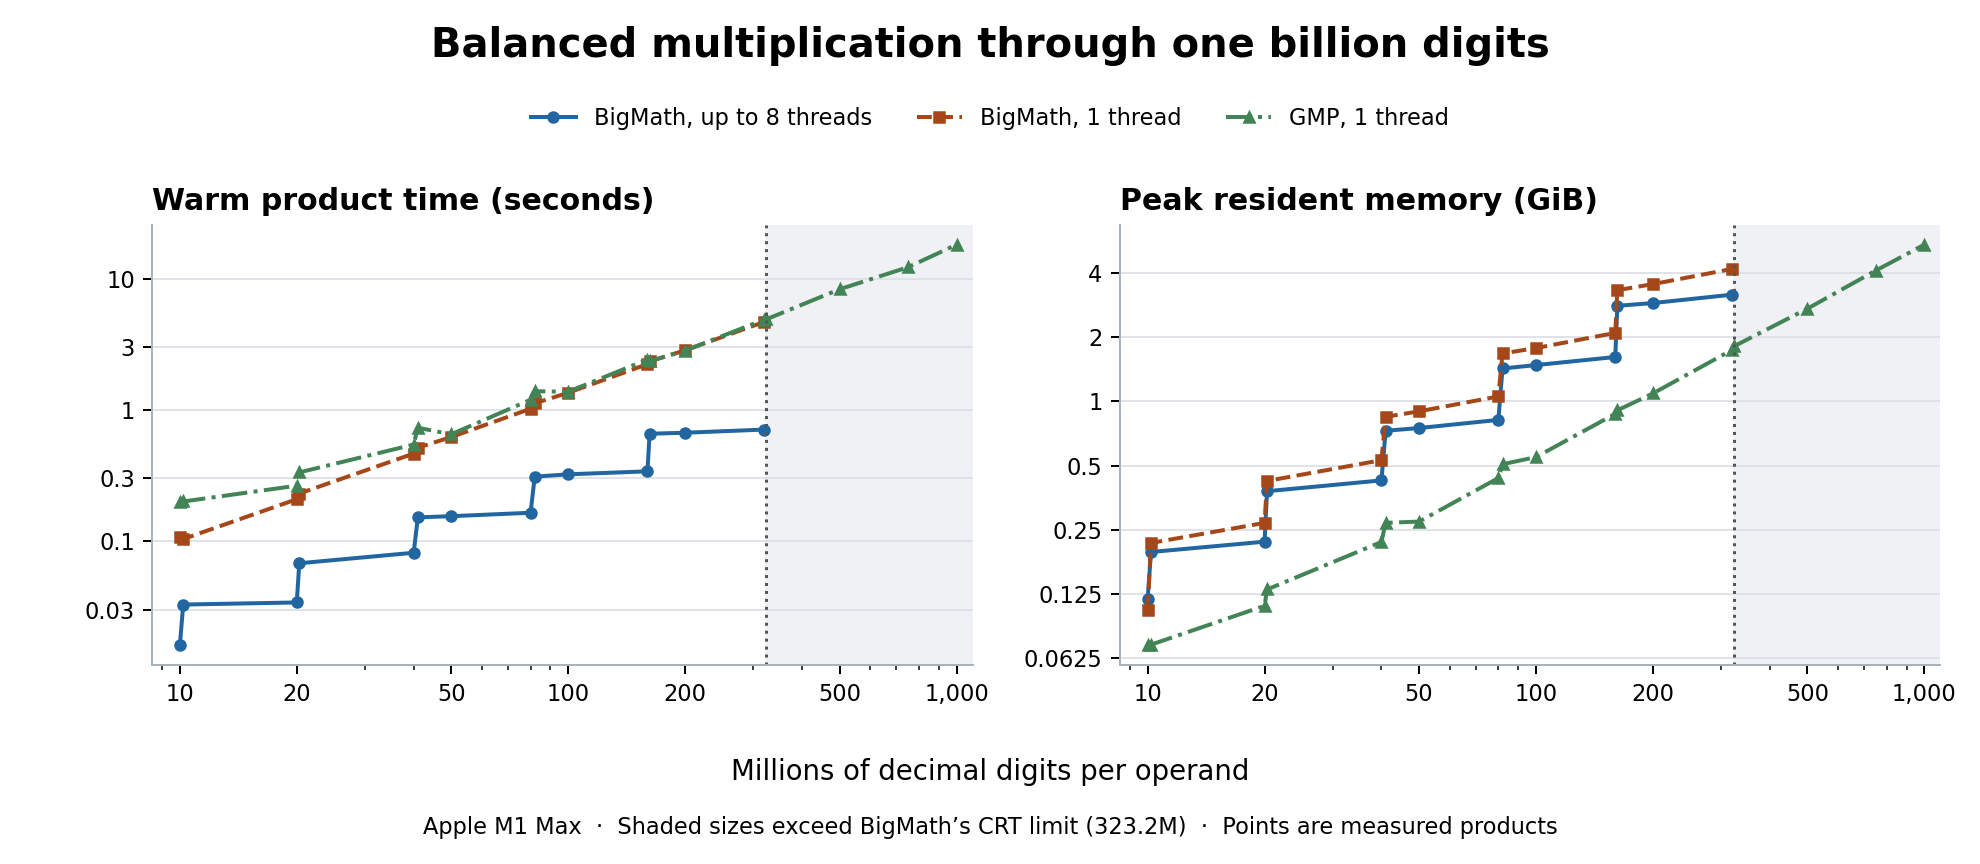 Balanced multiplication through one billion digits
BigMath, up to 8 threads
BigMath, 1 thread
GMP, 1 thread
Warm product time (seconds)
10
3
1
0.3
0.1
0.03
10 20 50 100 200 500 1,000
Peak resident memory (GiB)
4
2
1
0.5
0.25
0.125
0.0625
10 20 50 100 200 500 1,000
Millions of decimal digits per operand
Apple M1 Max · Shaded sizes exceed BigMath’s CRT limit (323.2M) · Points are measured products